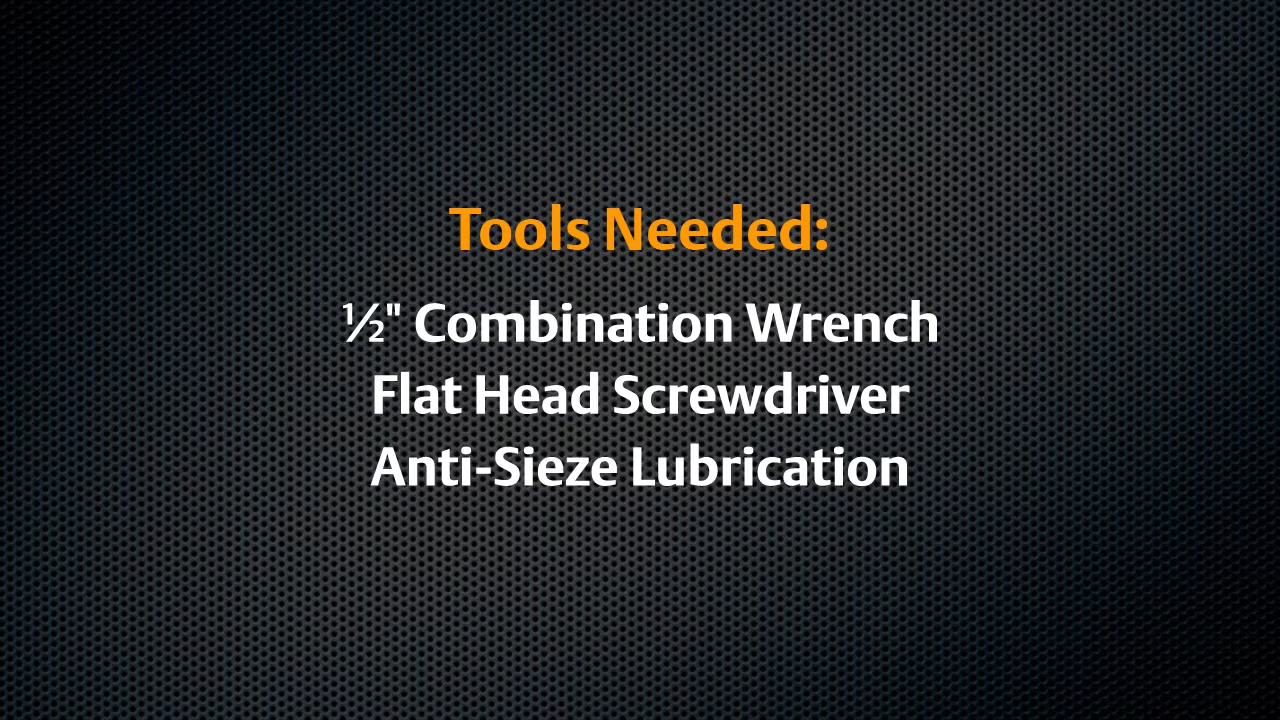 Tools Needed:
½" Combination Wrench
Flat Head Screwdriver
Anti-Sieze Lubrication